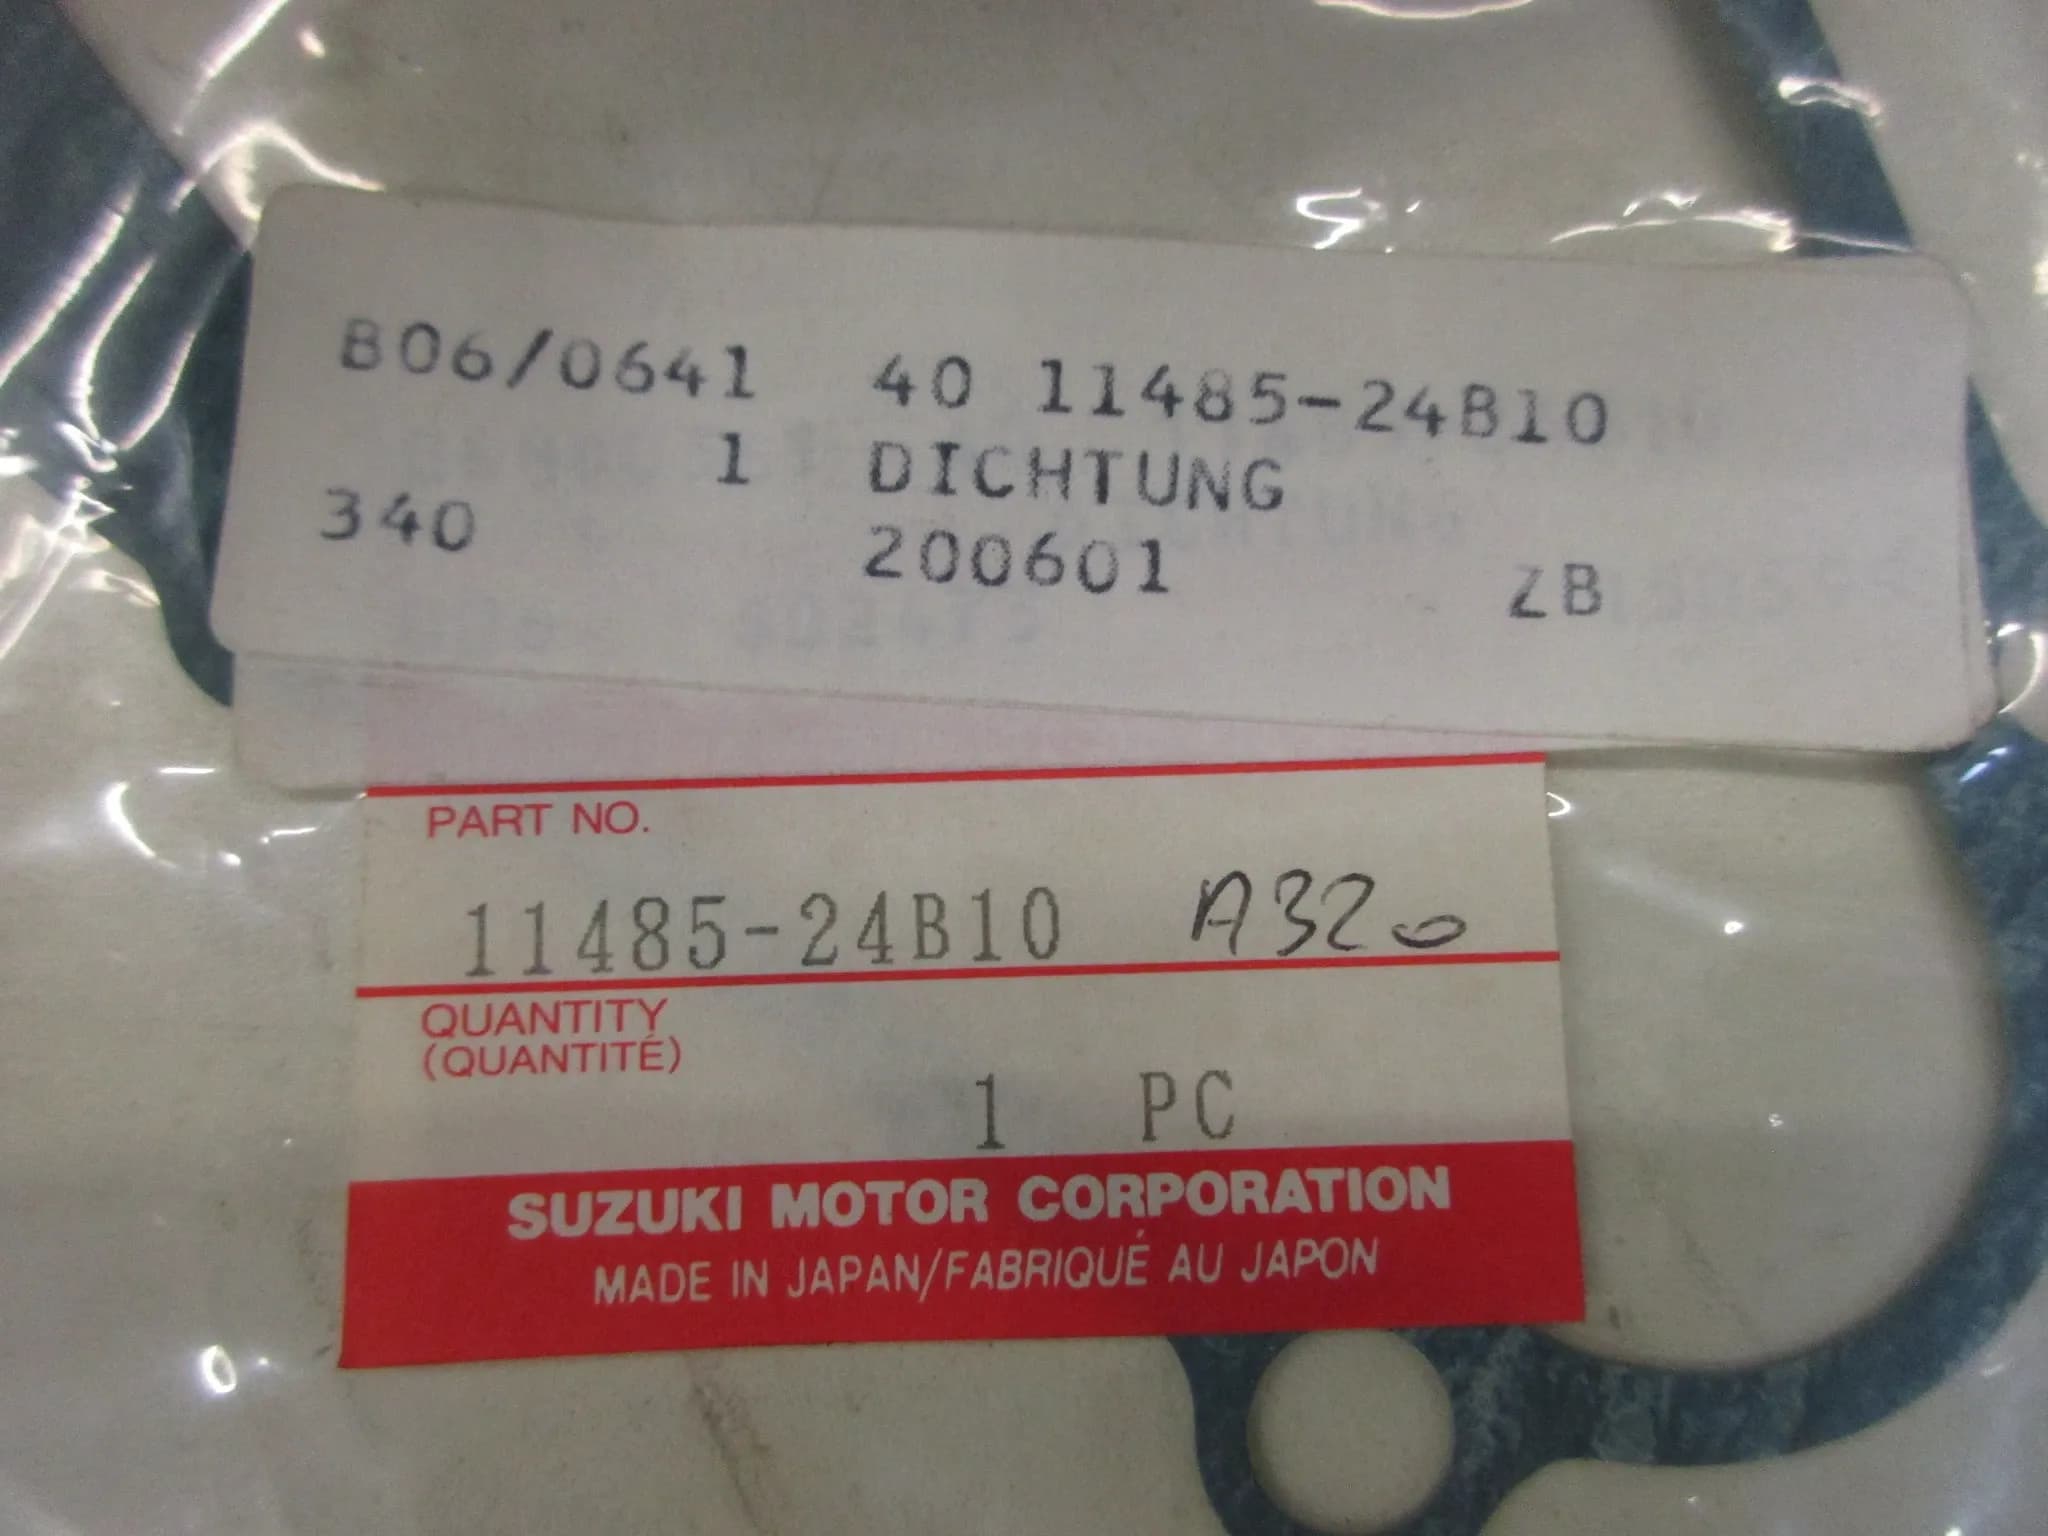 B06/0641 40 11485-24B10
1 DICHTUNG
340 200601 ZB
PART NO.
11485-24B10 A320
QUANTITY
(QUANTITÉ)
1 PC
SUZUKI MOTOR CORPORATION
MADE IN JAPAN/FABRIQUÉ AU JAPON